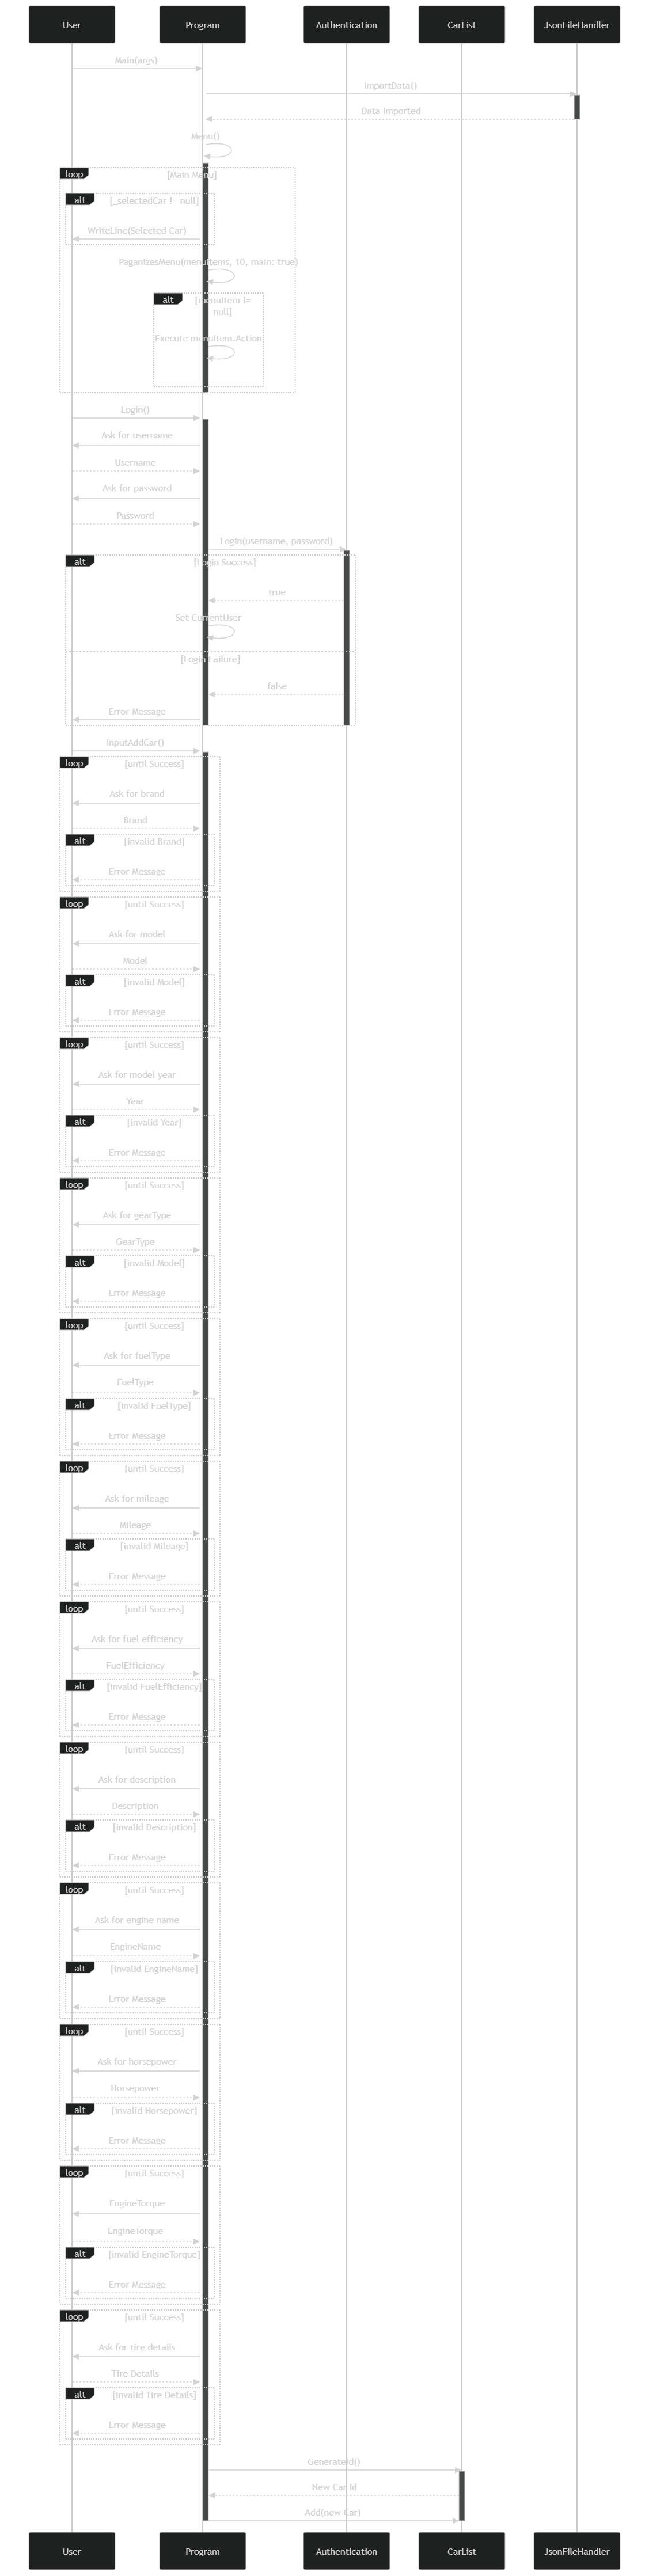 User
Program
Authentication
CarList
JsonFileHandler
Main(args)
ImportData()
Data Imported
Menu()
loop
[Main Menu]
alt
[_selectedCar != null]
WriteLine(Selected Car)
PaganizesMenu(menuItems, 10, main: true)
alt
[menuItem !=
null]
Execute menuItem.Action
Login()
Ask for username
Username
Ask for password
Password
Login(username, password)
alt
[Login Success]
true
Set CurrentUser
[Login Failure]
false
Error Message
InputAddCar()
loop
[until Success]
Ask for brand
Brand
alt
[invalid Brand]
Error Message
loop
[until Success]
Ask for model
Model
alt
[invalid Model]
Error Message
loop
[until Success]
Ask for model year
Year
alt
[invalid Year]
Error Message
loop
[until Success]
Ask for gearType
GearType
alt
[invalid Model]
Error Message
loop
[until Success]
Ask for fuelType
FuelType
alt
[invalid FuelType]
Error Message
loop
[until Success]
Ask for mileage
Mileage
alt
[invalid Mileage]
Error Message
loop
[until Success]
Ask for fuel efficiency
FuelEfficiency
alt
[invalid FuelEfficiency]
Error Message
loop
[until Success]
Ask for description
Description
alt
[invalid Description]
Error Message
loop
[until Success]
Ask for engine name
EngineName
alt
[invalid EngineName]
Error Message
loop
[until Success]
Ask for horsepower
Horsepower
alt
[invalid Horsepower]
Error Message
loop
[until Success]
EngineTorque
EngineTorque
alt
[invalid EngineTorque]
Error Message
loop
[until Success]
Ask for tire details
Tire Details
alt
[invalid Tire Details]
Error Message
GenerateId()
New Car id
Add(new Car)
User
Program
Authentication
CarList
JsonFileHandler